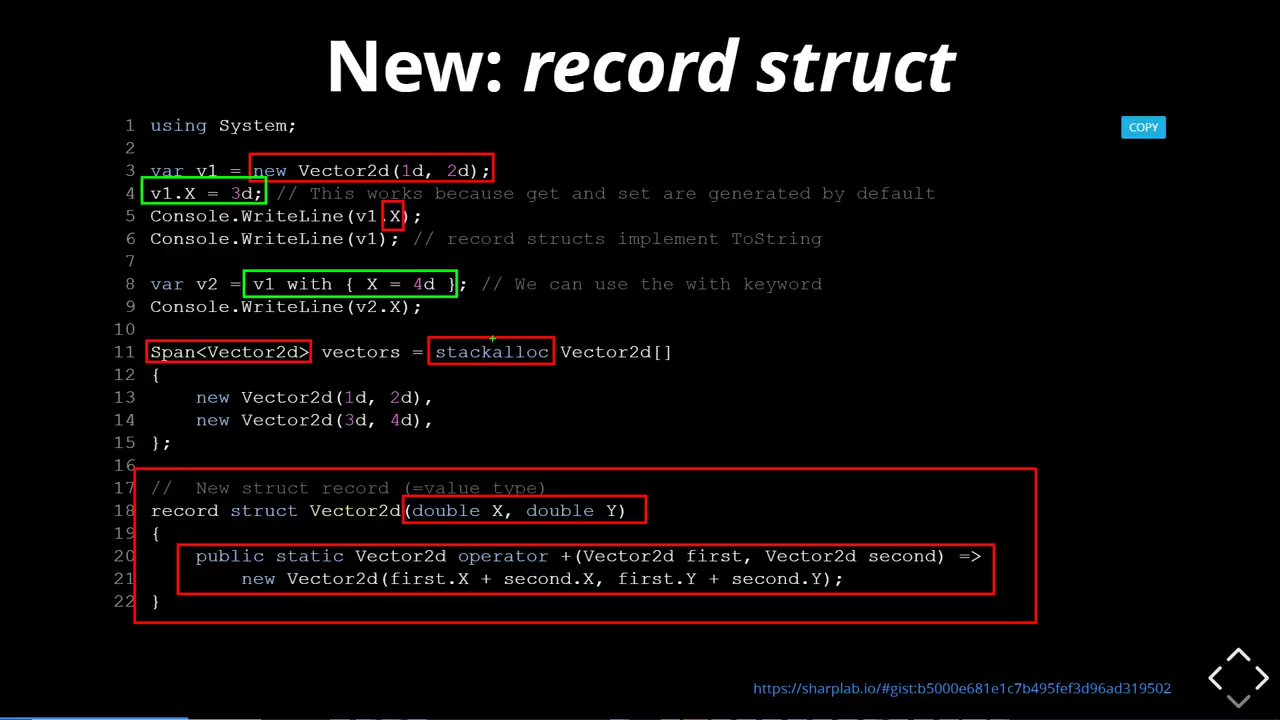 New: record struct
COPY
1 using System;
2
3 var v1 = new Vector2d(1d, 2d);
4 v1.X = 3d; // This works because get and set are generated by default
5 Console.WriteLine(v1.X);
6 Console.WriteLine(v1); // record structs implement ToString
7
8 var v2 = v1 with { X = 4d }; // We can use the with keyword
9 Console.WriteLine(v2.X);
10
11 Span<Vector2d> vectors = stackalloc Vector2d[]
12 {
13     new Vector2d(1d, 2d),
14     new Vector2d(3d, 4d),
15 };
16
17 //  New struct record (=value type)
18 record struct Vector2d(double X, double Y)
19 {
20     public static Vector2d operator +(Vector2d first, Vector2d second) =>
21         new Vector2d(first.X + second.X, first.Y + second.Y);
22 }
https://sharplab.io/#gist:b5000e681e1c7b495fef3d96ad319502